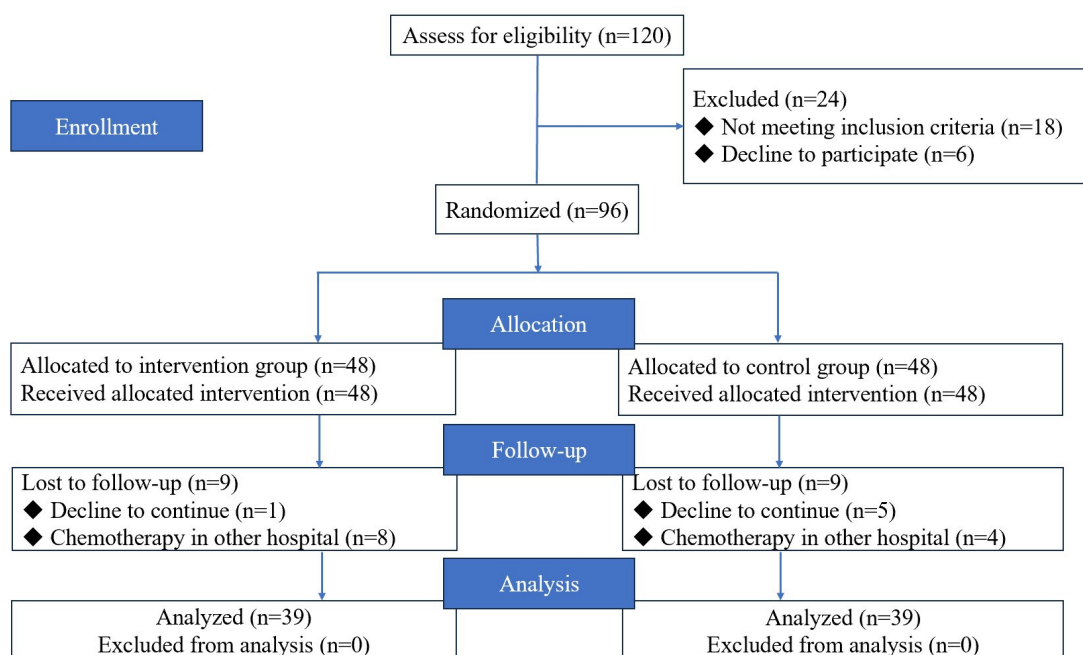 Assess for eligibility (n=120)
Enrollment
Excluded (n=24)
◆ Not meeting inclusion criteria (n=18)
◆ Decline to participate (n=6)
Randomized (n=96)
Allocation
Allocated to intervention group (n=48)
Received allocated intervention (n=48)
Allocated to control group (n=48)
Received allocated intervention (n=48)
Follow-up
Lost to follow-up (n=9)
◆ Decline to continue (n=1)
◆ Chemotherapy in other hospital (n=8)
Lost to follow-up (n=9)
◆ Decline to continue (n=5)
◆ Chemotherapy in other hospital (n=4)
Analysis
Analyzed (n=39)
Excluded from analysis (n=0)
Analyzed (n=39)
Excluded from analysis (n=0)